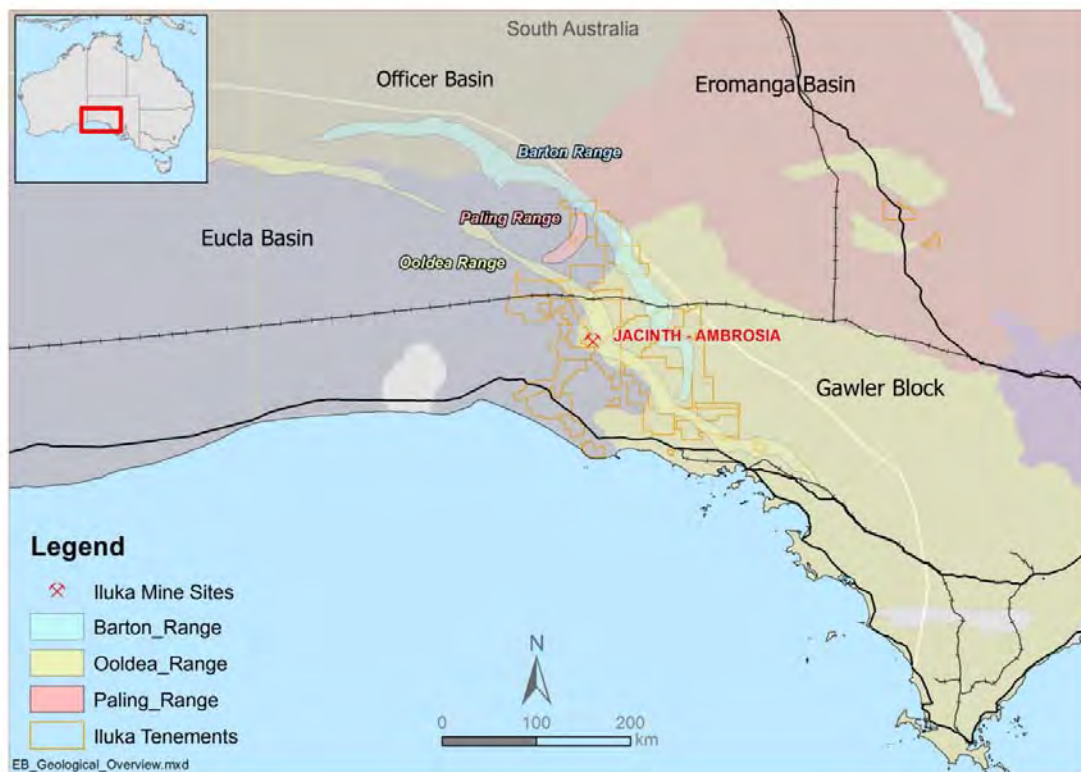 South Australia
Officer Basin
Eromanga Basin
Barton Range
Paling Range
Eucla Basin
Ooldea Range
JACINTH - AMBROSIA
Gawler Block
Legend
Iluka Mine Sites
Barton_Range
Ooldea_Range
Paling_Range
Iluka Tenements
N
0 100 200
km
EB_Geological_Overview.mxd